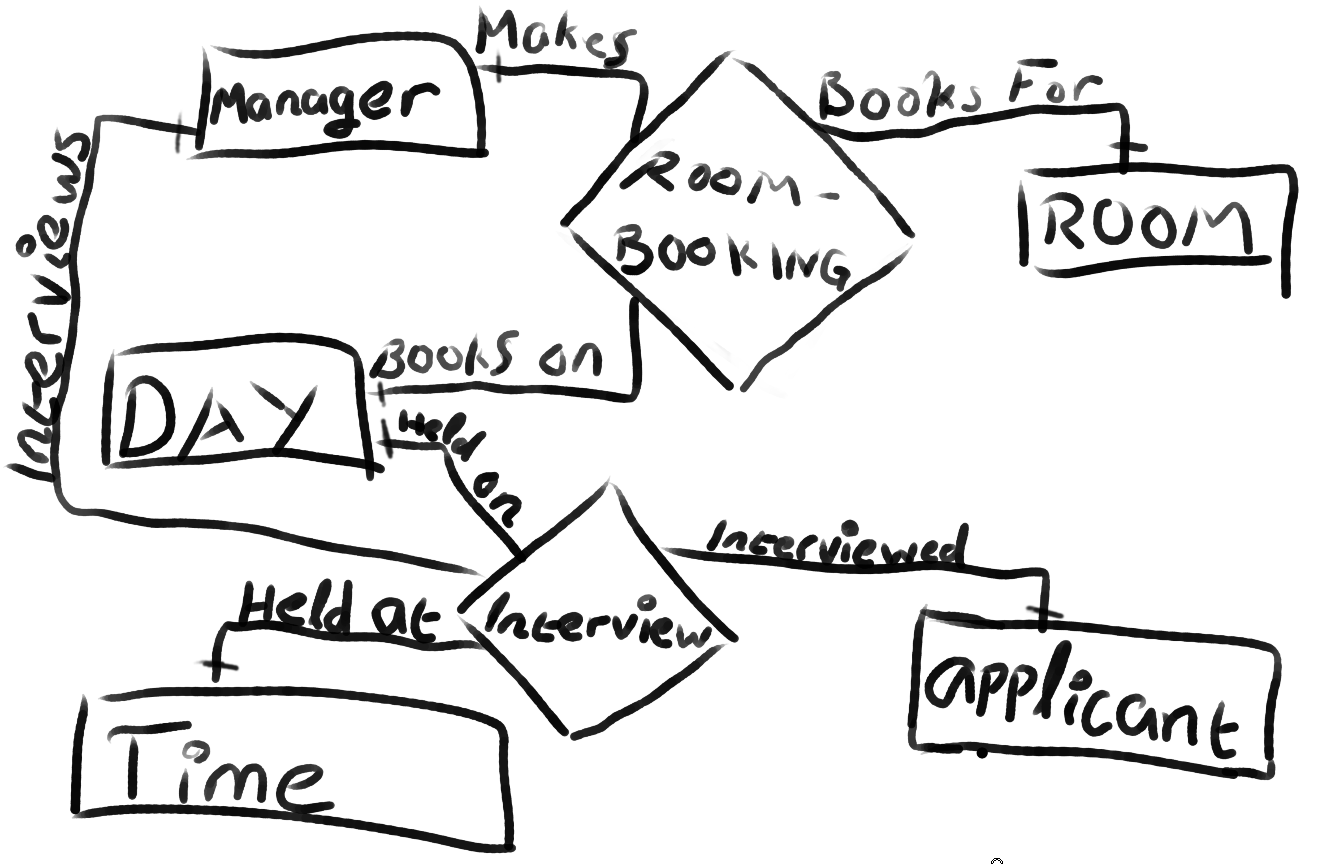 Makes
Manager
Books For
ROOM-
BOOKING
ROOM
Interviews
BOOKS on
DAY
Held
on
Interviewed
Held at
Interview
applicant
Time